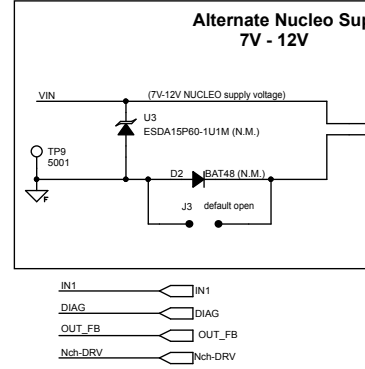 Alternate Nucleo Sup
7V - 12V
VIN
(7V-12V NUCLEO supply voltage)
U3
ESDA15P60-1U1M (N.M.)
TP9
5001
D2
BAT48 (N.M.)
J3
default open
F
IN1
IN1
DIAG
DIAG
OUT_FB
OUT_FB
Nch-DRV
Nch-DRV